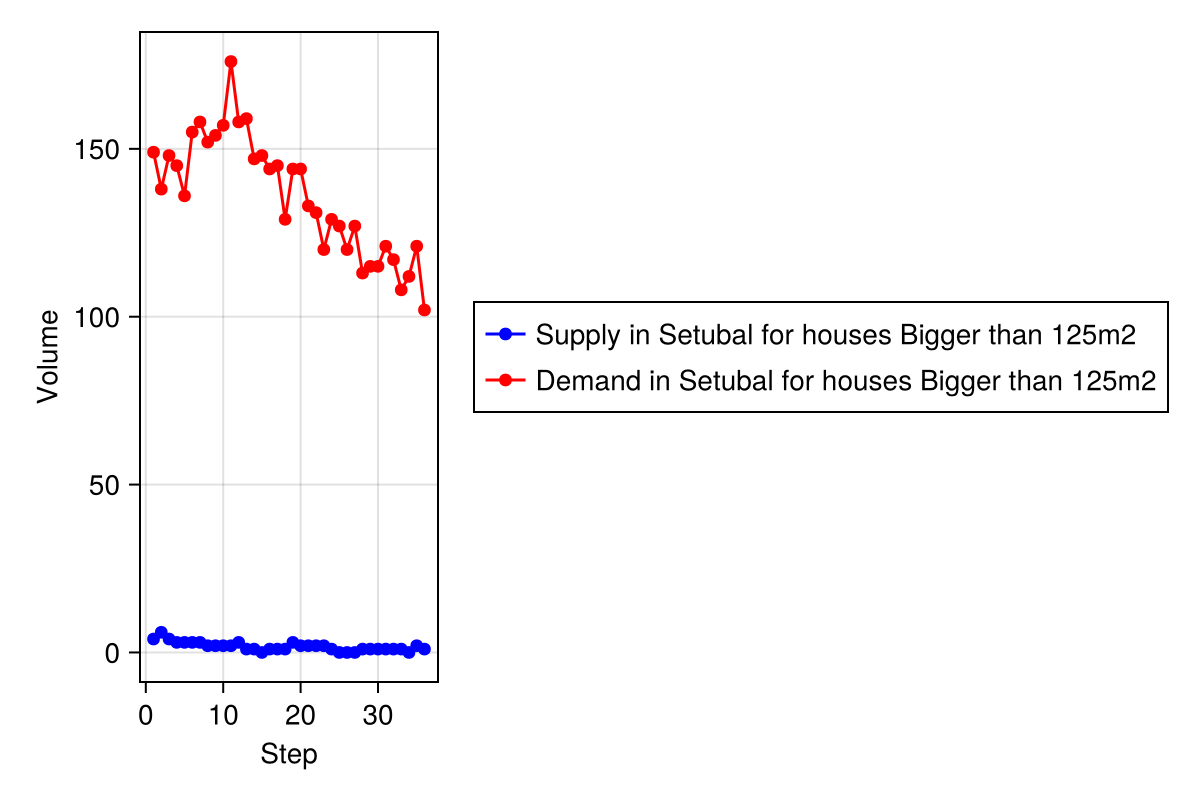 150
100
50
0
Volume
0 10 20 30
Step
Supply in Setubal for houses Bigger than 125m2
Demand in Setubal for houses Bigger than 125m2